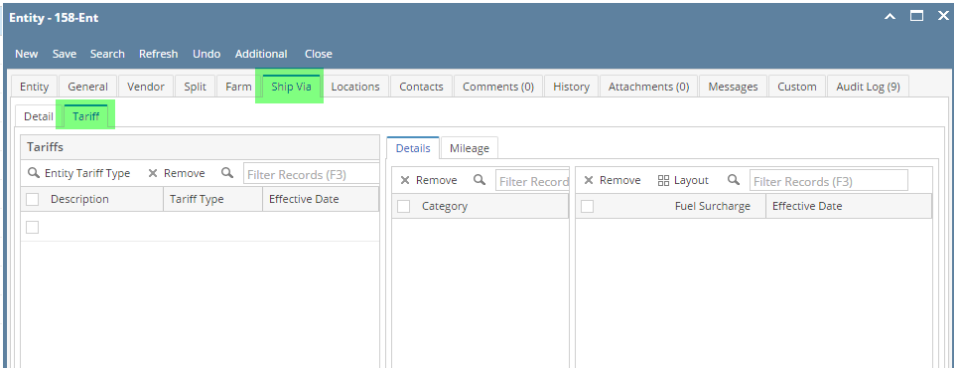 Entity - 158-Ent
New Save Search Refresh Undo Additional Close
Entity General Vendor Split Farm Ship Via Locations Contacts Comments (0) History Attachments (0) Messages Custom Audit Log (9)
Detail Tariff
Tariffs
Entity Tariff Type Remove Filter Records (F3)
Description Tariff Type Effective Date
Details Mileage
Remove Filter Record
Category
Remove Layout Filter Records (F3)
Fuel Surcharge Effective Date